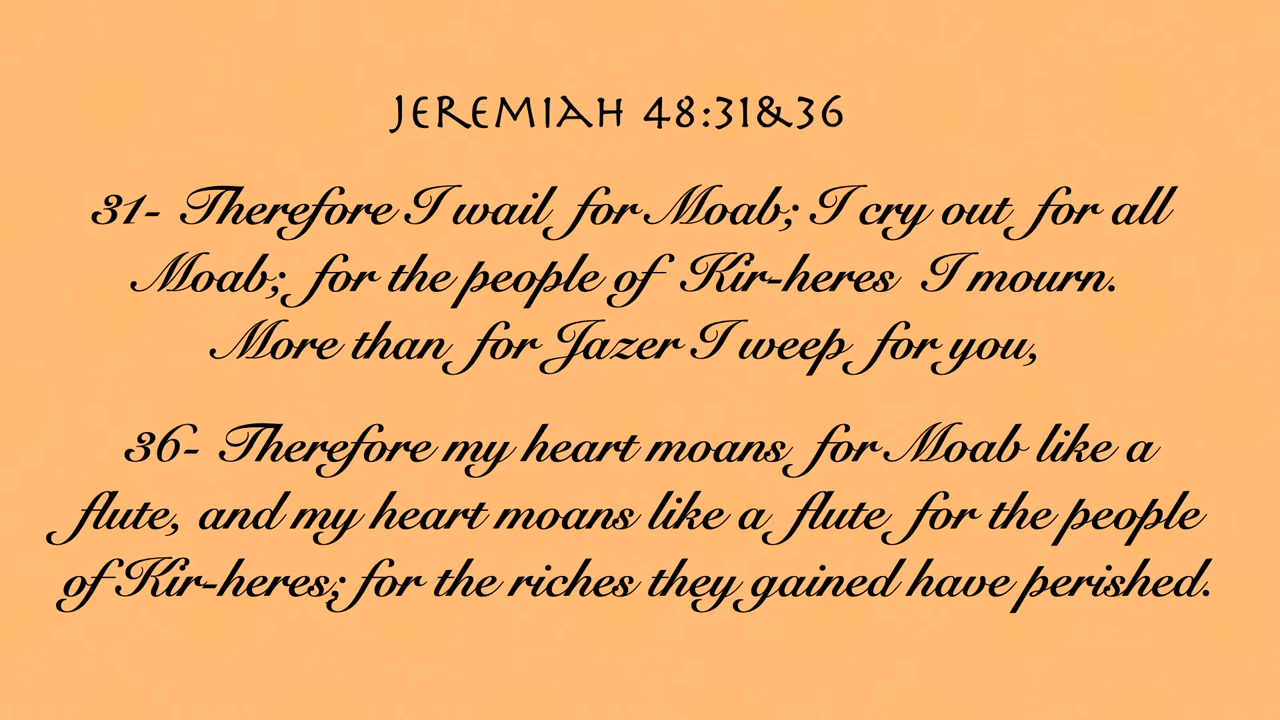 JEREMIAH 48:31&36
31- Therefore I wail for Moab; I cry out for all
Moab; for the people of Kir-heres I mourn.
More than for Jazer I weep for you,
36- Therefore my heart moans for Moab like a
flute, and my heart moans like a flute for the people
of Kir-heres; for the riches they gained have perished.